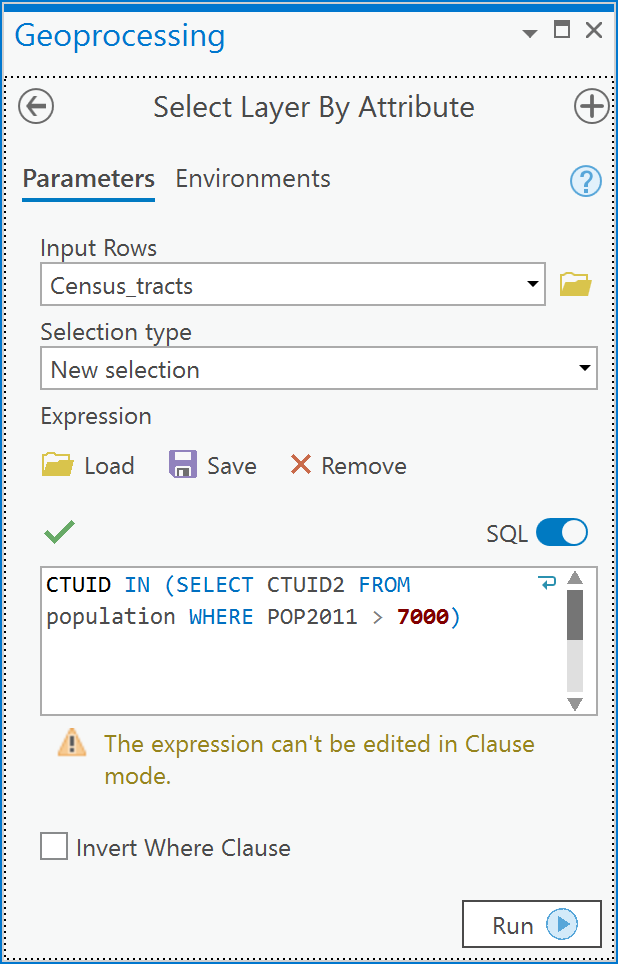 Geoprocessing
Select Layer By Attribute
Parameters Environments
Input Rows
Census_tracts
Selection type
New selection
Expression
Load Save Remove
SQL
CTUID IN (SELECT CTUID2 FROM
population WHERE POP2011 > 7000)
The expression can't be edited in Clause
mode.
Invert Where Clause
Run